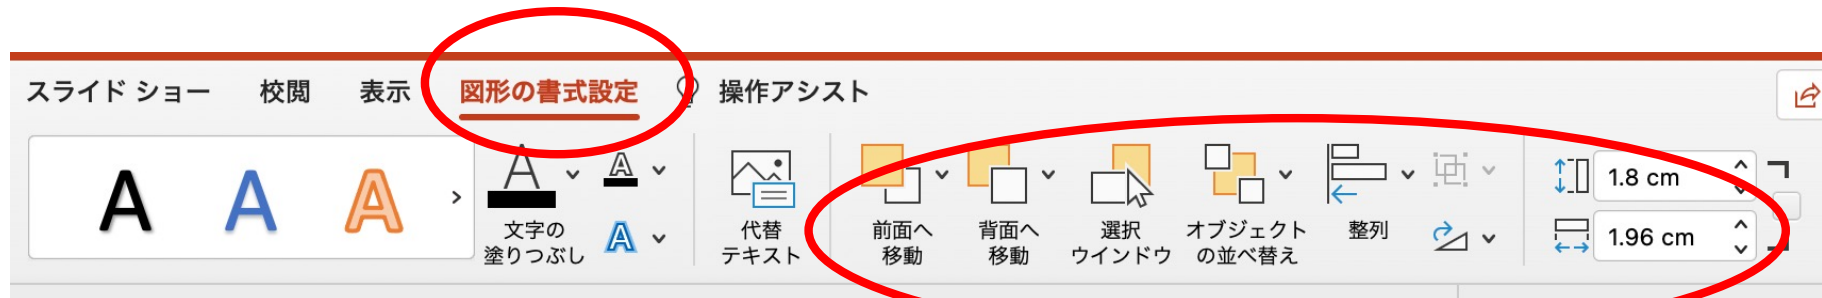 スライド ショー 校閲 表示 図形の書式設定 操作アシスト
A A A
A A
文字の
塗りつぶし
A
代替
テキスト
前面へ
移動
背面へ
移動
選択
ウインドウ
オブジェクト
の並べ替え
整列
1.8 cm
1.96 cm